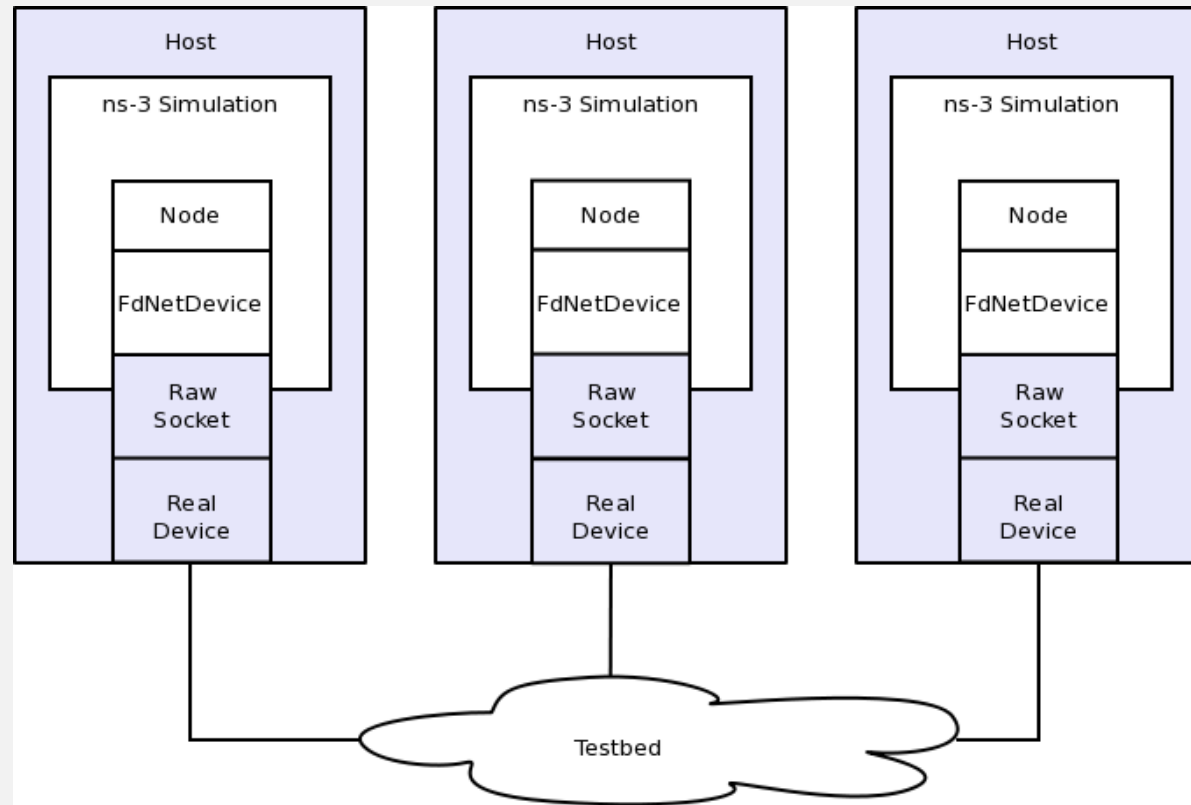 Host
ns-3 Simulation
Node
FdNetDevice
Raw
Socket
Real
Device
Host
ns-3 Simulation
Node
FdNetDevice
Raw
Socket
Real
Device
Host
ns-3 Simulation
Node
FdNetDevice
Raw
Socket
Real
Device
Testbed